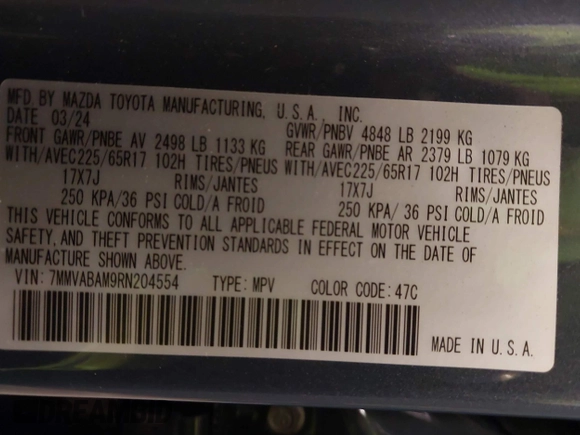 MFD BY MAZDA TOYOTA MANUFACTURING, U.S.A., INC.
DATE 03/24 GVWR/PNBV 4848 LB 2199 KG
FRONT GAWR/PNBE AV 2498 LB 1133 KG REAR GAWR/PNBE AR 2379 LB 1079 KG
WITH/AVEC225/65R17 102H TIRES/PNEUS WITH/AVEC225/65R17 102H TIRES/PNEUS
17X7J RIMS/JANTES 17X7J RIMS/JANTES
250 KPA/36 PSI COLD/A FROID 250 KPA/ 36 PSI COLD/A FROID
THIS VEHICLE CONFORMS TO ALL APPLICABLE FEDERAL MOTOR VEHICLE
SAFETY, AND THEFT PREVENTION STANDARDS IN EFFECT ON THE DATE OF
MANUFACTURE SHOWN ABOVE.
VIN: 7MMVABAM9RN204554 TYPE: MPV COLOR CODE: 47C
MADE IN U.S.A.